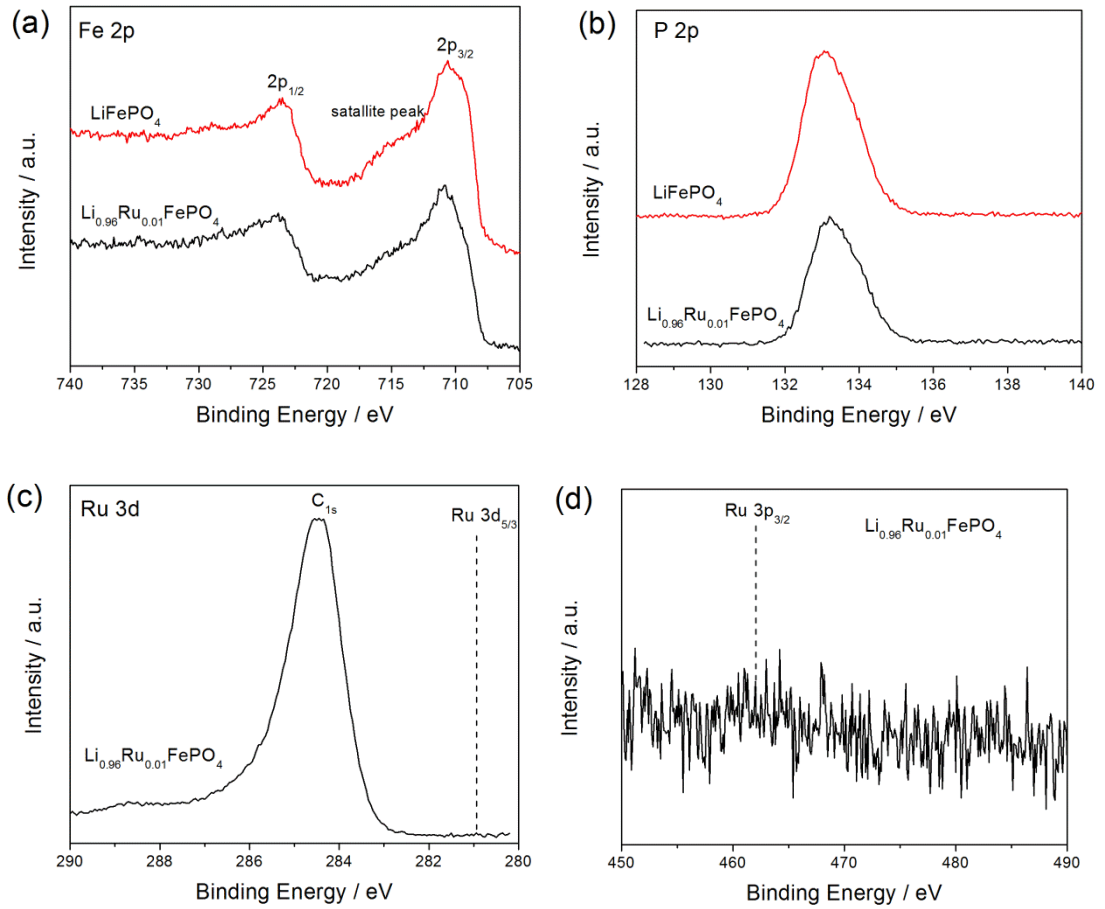 (a)
Fe 2p
2p1/2
2p3/2
satallite peak
LiFePO4
Li0.96Ru0.01FePO4
Intensity / a.u.
740 735 730 725 720 715 710 705
Binding Energy / eV
(b)
P 2p
LiFePO4
Li0.96Ru0.01FePO4
Intensity / a.u.
128 130 132 134 136 138 140
Binding Energy / eV
(c)
Ru 3d
C1s
Ru 3d5/3
Li0.96Ru0.01FePO4
Intensity / a.u.
290 288 286 284 282 280
Binding Energy / eV
(d)
Ru 3p3/2
Li0.96Ru0.01FePO4
Intensity / a.u.
450 460 470 480 490
Binding Energy / eV